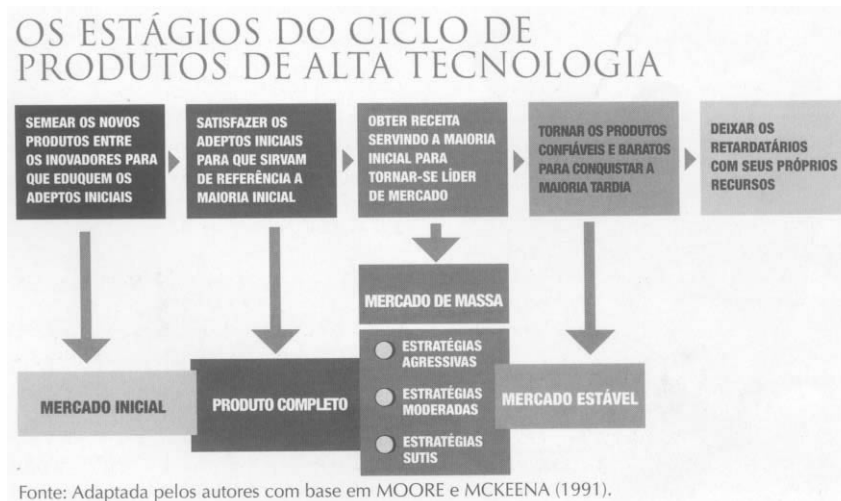 OS ESTÁGIOS DO CICLO DE
PRODUTOS DE ALTA TECNOLOGIA
SEMEAR OS NOVOS
PRODUTOS ENTRE
OS INOVADORES PARA
QUE EDUQUEM OS
ADEPTOS INICIAIS
SATISFAZER OS
ADEPTOS INICIAIS
PARA QUE SIRVAM
DE REFERÊNCIA A
MAIORIA INICIAL
OBTER RECEITA
SERVINDO A MAIORIA
INICIAL PARA
TORNAR-SE LÍDER
DE MERCADO
TORNAR OS PRODUTOS
CONFIÁVEIS E BARATOS
PARA CONQUISTAR A
MAIORIA TARDIA
DEIXAR OS
RETARDATÁRIOS
COM SEUS PRÓPRIOS
RECURSOS
MERCADO DE MASSA
ESTRATÉGIAS
AGRESSIVAS
ESTRATÉGIAS
MODERADAS
ESTRATÉGIAS
SUTIS
MERCADO INICIAL
PRODUTO COMPLETO
MERCADO ESTÁVEL
Fonte: Adaptada pelos autores com base em MOORE e MCKEENA (1991).